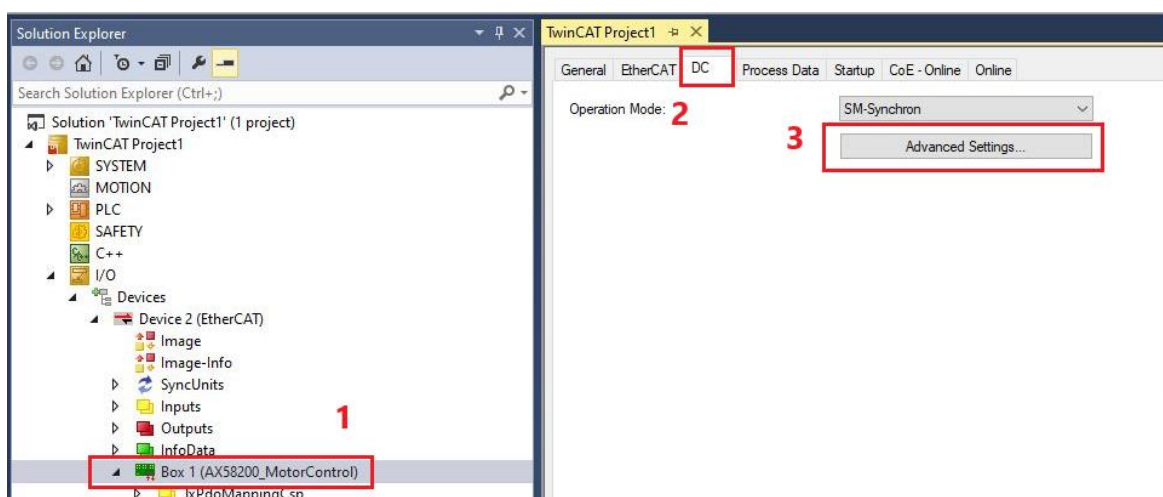 Solution Explorer
Search Solution Explorer (Ctrl+;)
Solution 'TwinCAT Project1' (1 project)
TwinCAT Project1
SYSTEM
MOTION
PLC
SAFETY
C++
I/O
Devices
Device 2 (EtherCAT)
Image
Image-Info
SyncUnits
Inputs
Outputs
InfoData
1
Box 1 (AX58200_MotorControl)
TwinCAT Project1
General EtherCAT DC Process Data Startup CoE - Online Online
Operation Mode: 2 SM-Synchron
3 Advanced Settings...